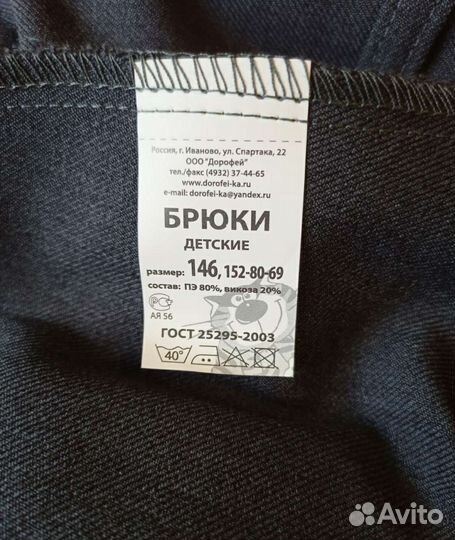 Россия, г. Иваново, ул. Спартака, 22
ООО "Дорофей"
тел./факс (4932) 37-44-65
www.dorofei-ka.ru
e-mail: dorofei-ka@yandex.ru
БРЮКИ
ДЕТСКИЕ
размер: 146, 152-80-69
состав: ПЭ 80%, викоза 20%
АЯ 56
ГОСТ 25295-2003
40°
Avito